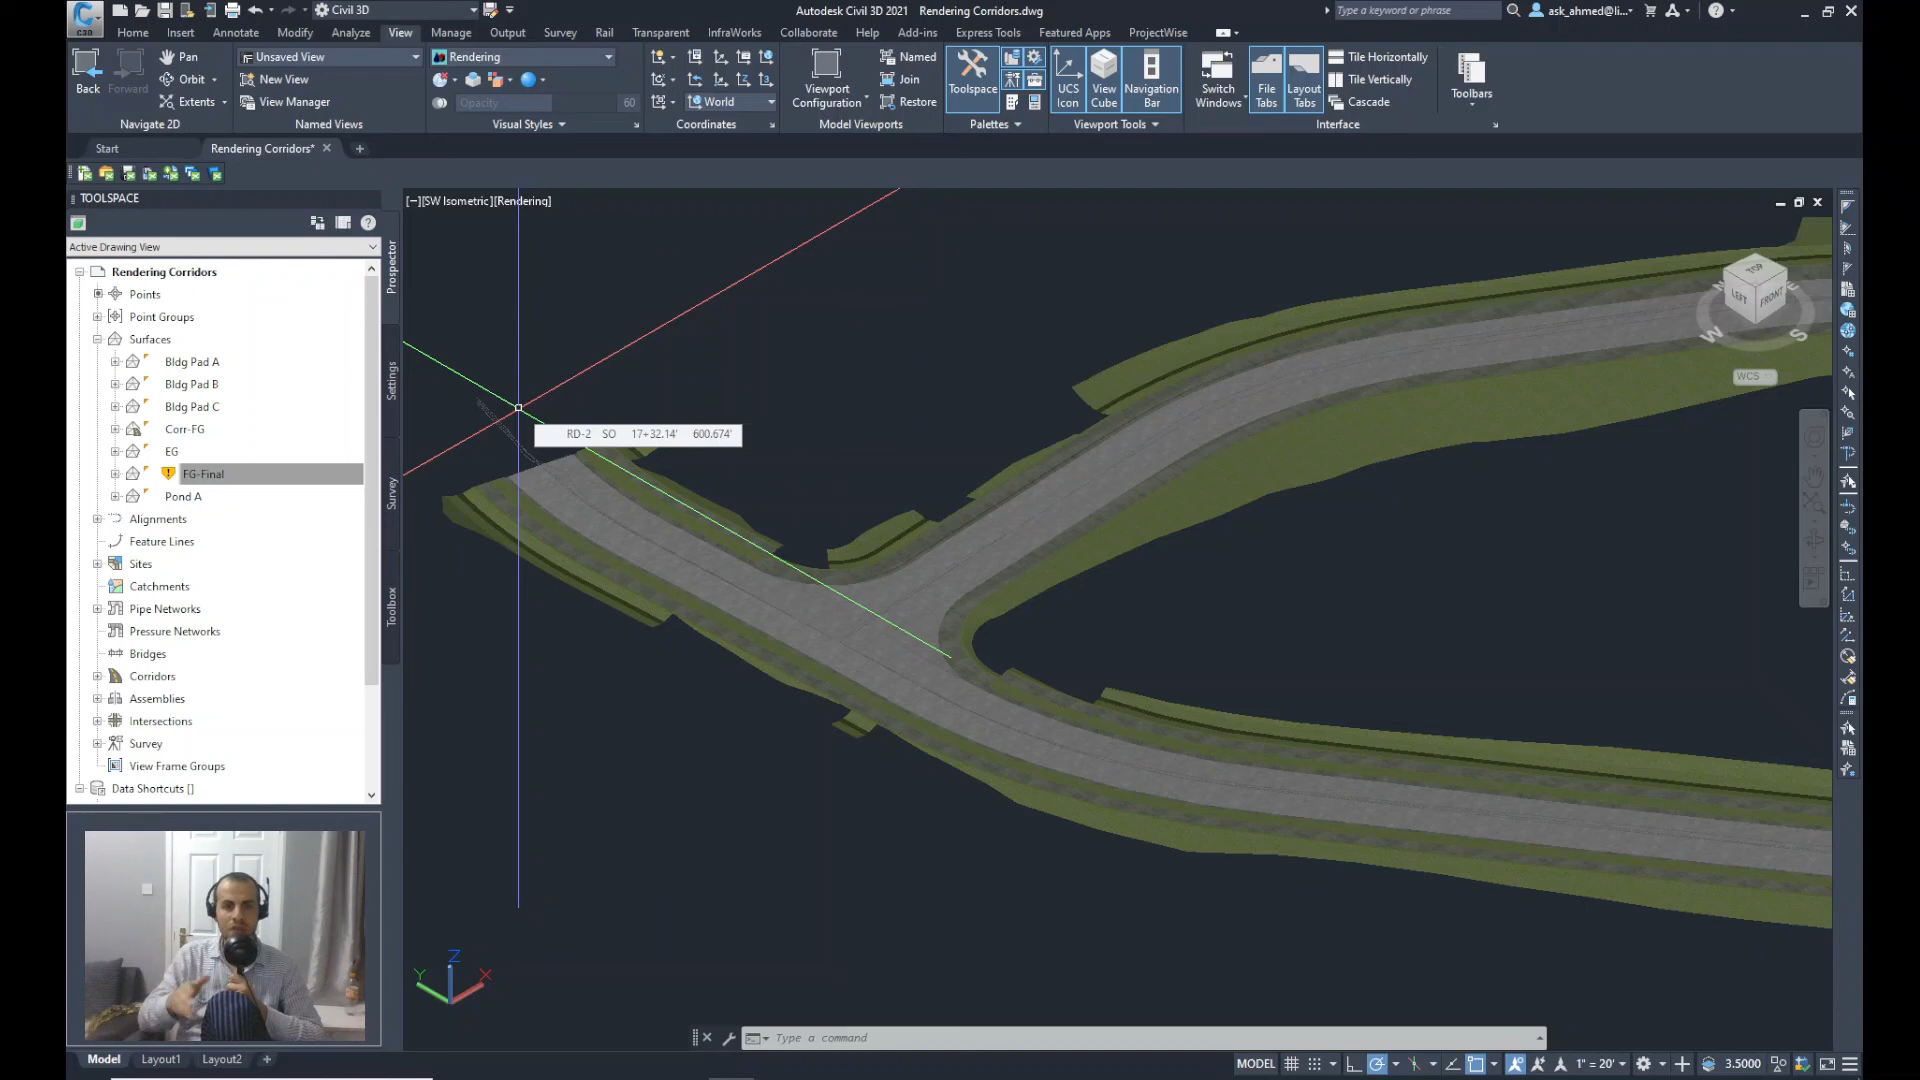 Civil 3D
Autodesk Civil 3D 2021 Rendering Corridors.dwg
Type a keyword or phrase
ask_ahmed@li...
C3D
Home Insert Annotate Modify Analyze View Manage Output Survey Rail Transparent InfraWorks Collaborate Help Add-ins Express Tools Featured Apps ProjectWise
Back
Forward
Pan
Orbit
Extents
Navigate 2D
Unsaved View
New View
View Manager
Named Views
Rendering
Opacity 60
Visual Styles
World
Coordinates
Viewport
Configuration
Named
Join
Restore
Model Viewports
Toolspace
Palettes
UCS
Icon
View
Cube
Navigation
Bar
Viewport Tools
Switch
Windows
File
Tabs
Layout
Tabs
Tile Horizontally
Tile Vertically
Cascade
Interface
Toolbars
Start
Rendering Corridors*
TOOLSPACE
Active Drawing View
Rendering Corridors
Points
Point Groups
Surfaces
Bldg Pad A
Bldg Pad B
Bldg Pad C
Corr-FG
EG
FG-Final
Pond A
Alignments
Feature Lines
Sites
Catchments
Pipe Networks
Pressure Networks
Bridges
Corridors
Assemblies
Intersections
Survey
View Frame Groups
Data Shortcuts []
Prospector
Settings
Survey
Toolbox
[−][SW Isometric][Rendering]
RD-2 SO 17+32.14' 600.674'
TOP
LEFT
FRONT
N
E
W
S
WCS
Z
Y
X
Type a command
Model Layout1 Layout2
MODEL
1" = 20'
3.5000